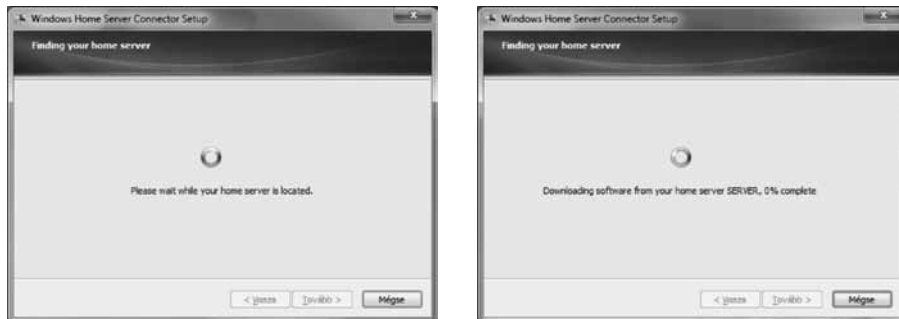 Windows Home Server Connector Setup
Finding your home server
Please wait while your home server is located.
< Vissza
Tovább >
Mégse
Windows Home Server Connector Setup
Finding your home server
Downloading software from your home server SERVER, 0% complete
< Vissza
Tovább >
Mégse